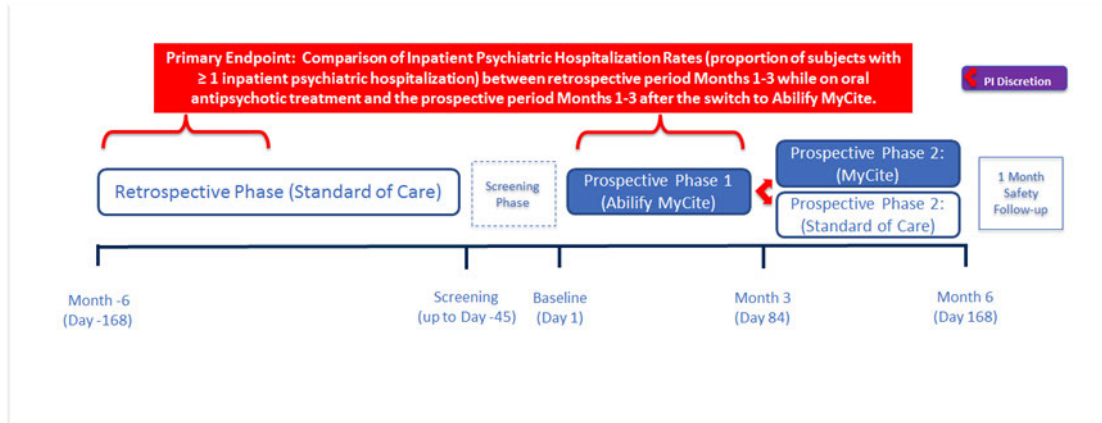 Primary Endpoint: Comparison of Inpatient Psychiatric Hospitalization Rates (proportion of subjects with
≥ 1 inpatient psychiatric hospitalization) between retrospective period Months 1-3 while on oral
antipsychotic treatment and the prospective period Months 1-3 after the switch to Abilify MyCite.
PI Discretion
Retrospective Phase (Standard of Care)
Screening
Phase
Prospective Phase 1
(Abilify MyCite)
Prospective Phase 2:
(MyCite)
Prospective Phase 2:
(Standard of Care)
1 Month
Safety
Follow-up
Month -6
(Day -168)
Screening
(up to Day -45)
Baseline
(Day 1)
Month 3
(Day 84)
Month 6
(Day 168)